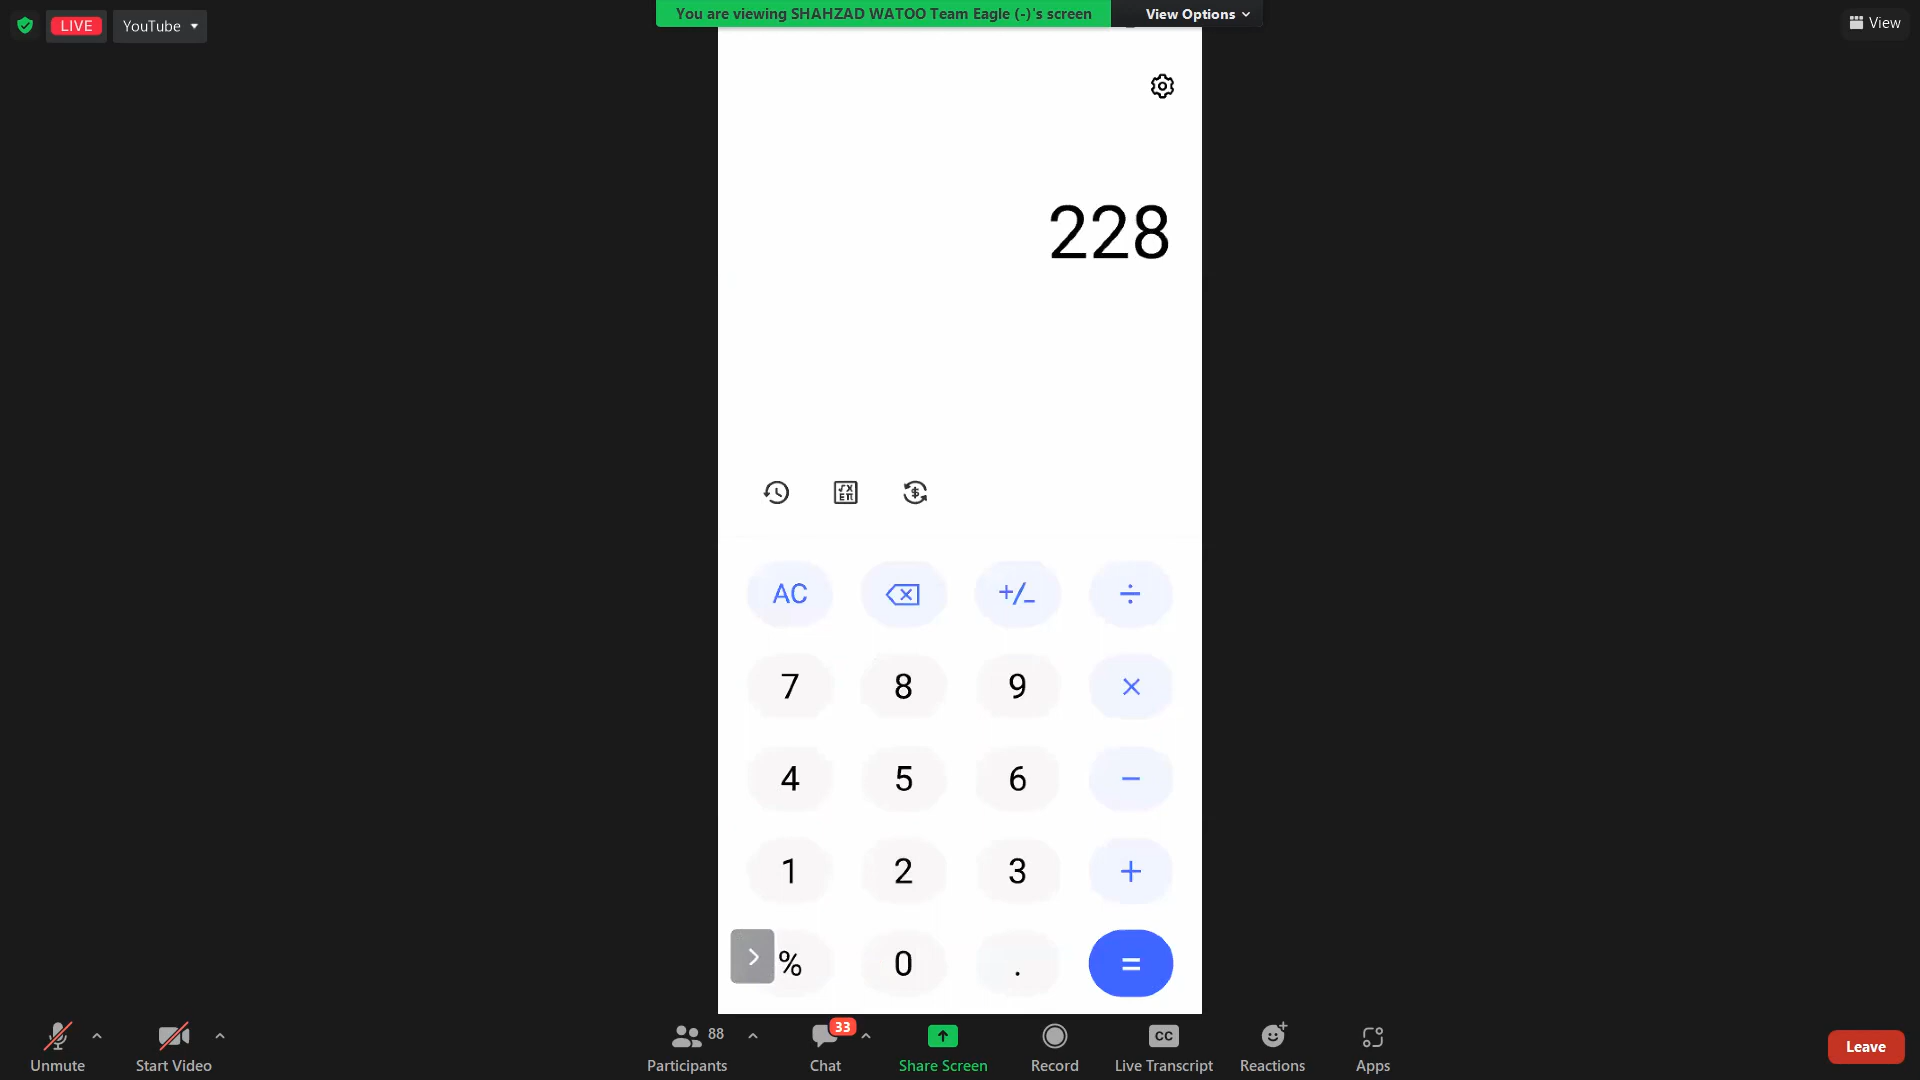 LIVE
YouTube
You are viewing SHAHZAD WATOO Team Eagle (-)'s screen
View Options
View
228
√X
Eπ
$
AC
+/−
÷
7
8
9
×
4
5
6
−
1
2
3
+
%
0
.
=
Unmute
Start Video
88
Participants
33
Chat
Share Screen
Record
CC
Live Transcript
Reactions
Apps
Leave